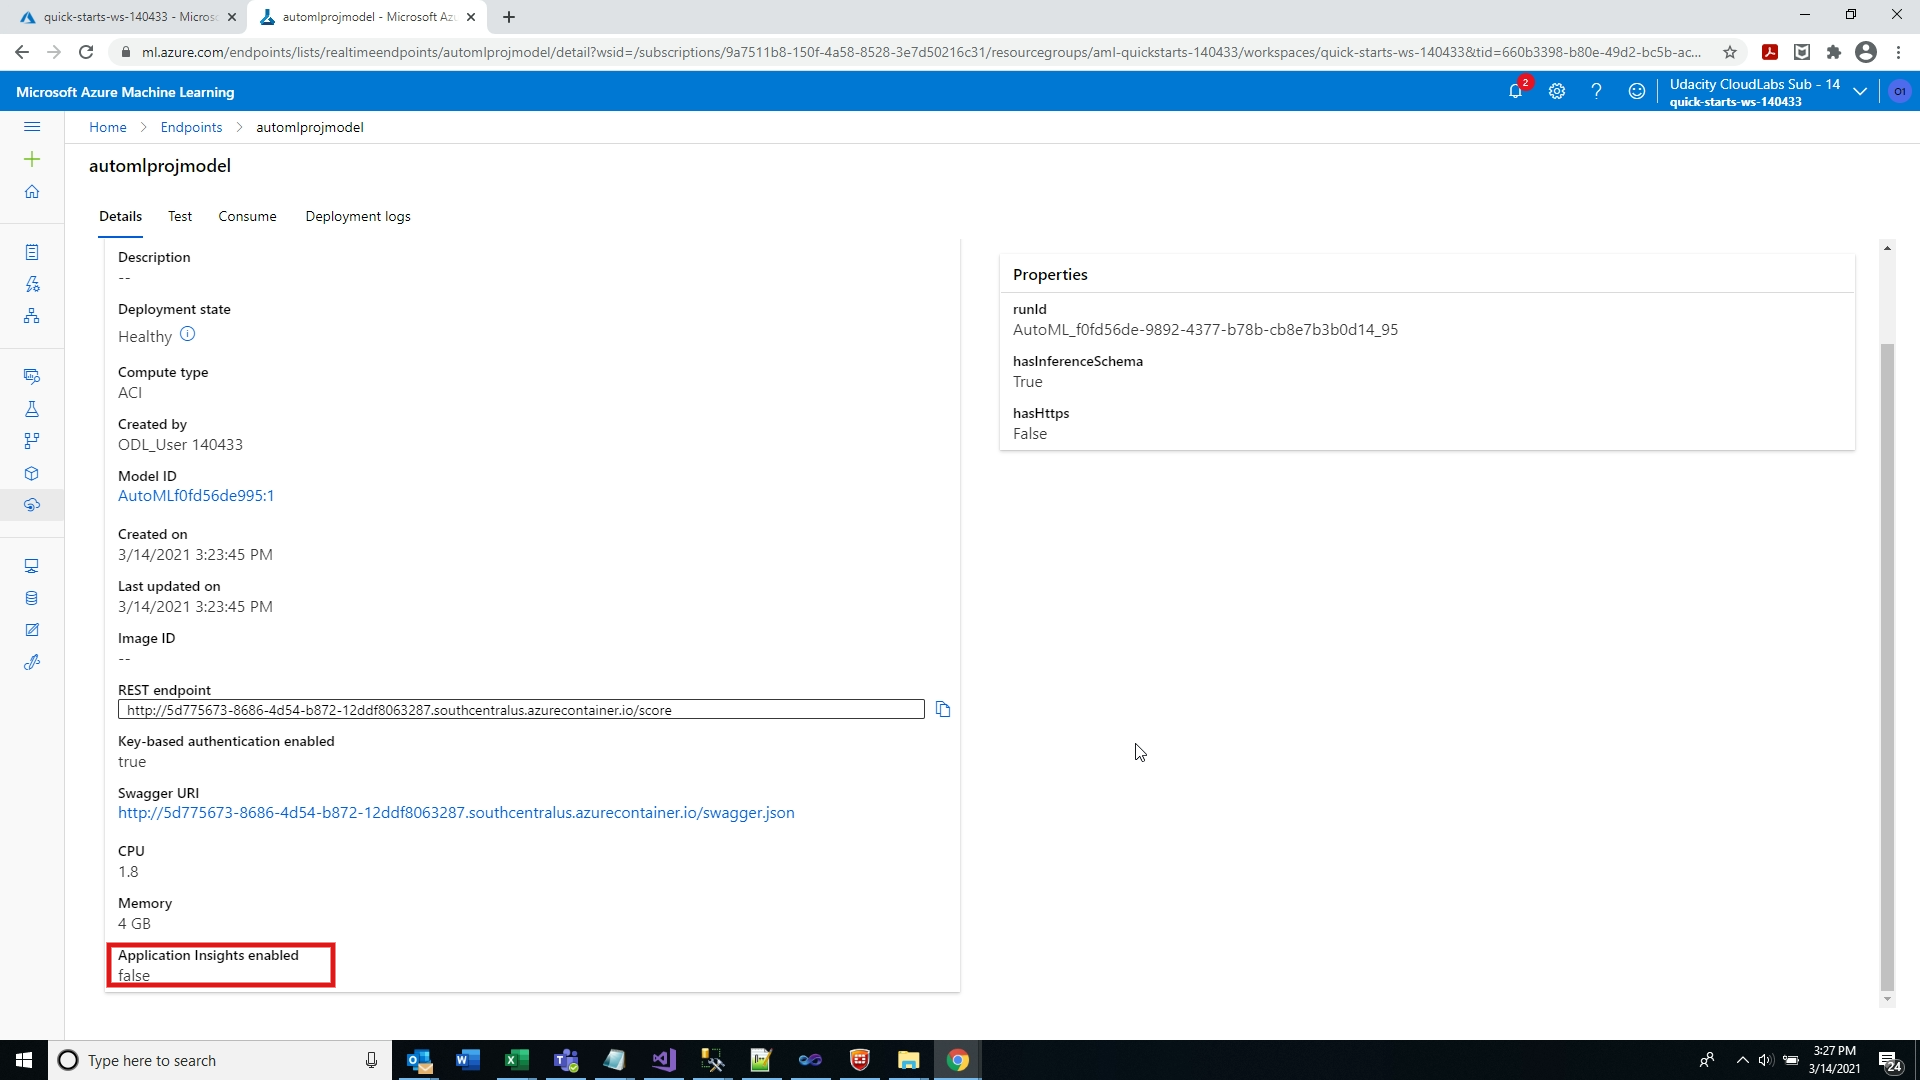 quick-starts-ws-140433 - Microso
automlprojmodel - Microsoft Azu
ml.azure.com/endpoints/lists/realtimeendpoints/automlprojmodel/detail?wsid=/subscriptions/9a7511b8-150f-4a58-8528-3e7d50216c31/resourcegroups/aml-quickstarts-140433/workspaces/quick-starts-ws-140433&tid=660b3398-b80e-49d2-bc5b-ac...
Microsoft Azure Machine Learning
2
Udacity CloudLabs Sub - 14
quick-starts-ws-140433
O1
Home > Endpoints > automlprojmodel
automlprojmodel
Details Test Consume Deployment logs
Description
--
Deployment state
Healthy
Compute type
ACI
Created by
ODL_User 140433
Model ID
AutoMLf0fd56de995:1
Created on
3/14/2021 3:23:45 PM
Last updated on
3/14/2021 3:23:45 PM
Image ID
--
REST endpoint
http://5d775673-8686-4d54-b872-12ddf8063287.southcentralus.azurecontainer.io/score
Key-based authentication enabled
true
Swagger URI
http://5d775673-8686-4d54-b872-12ddf8063287.southcentralus.azurecontainer.io/swagger.json
CPU
1.8
Memory
4 GB
Application Insights enabled
false
Properties
runId
AutoML_f0fd56de-9892-4377-b78b-cb8e7b3b0d14_95
hasInferenceSchema
True
hasHttps
False
Type here to search
3:27 PM
3/14/2021
24